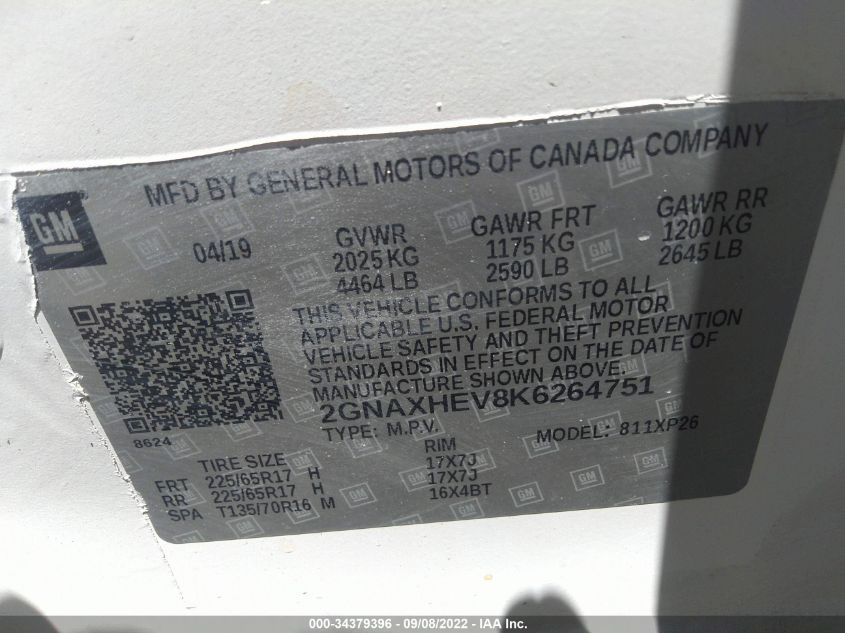 MFD BY GENERAL MOTORS OF CANADA COMPANY
GM
04/19 GVWR GAWR FRT GAWR RR
2025 KG 1175 KG 1200 KG
4464 LB 2590 LB 2645 LB
THIS VEHICLE CONFORMS TO ALL
APPLICABLE U.S. FEDERAL MOTOR
VEHICLE SAFETY AND THEFT PREVENTION
STANDARDS IN EFFECT ON THE DATE OF
MANUFACTURE SHOWN ABOVE.
2GNAXHEV8K6264751
8624 TYPE: M.P.V. MODEL: 811XP26
TIRE SIZE RIM
FRT 225/65R17 H 17X7J
RR 225/65R17 H 17X7J
SPA T135/70R16 M 16X4BT
000-34379396 - 09/08/2022 - IAA Inc.